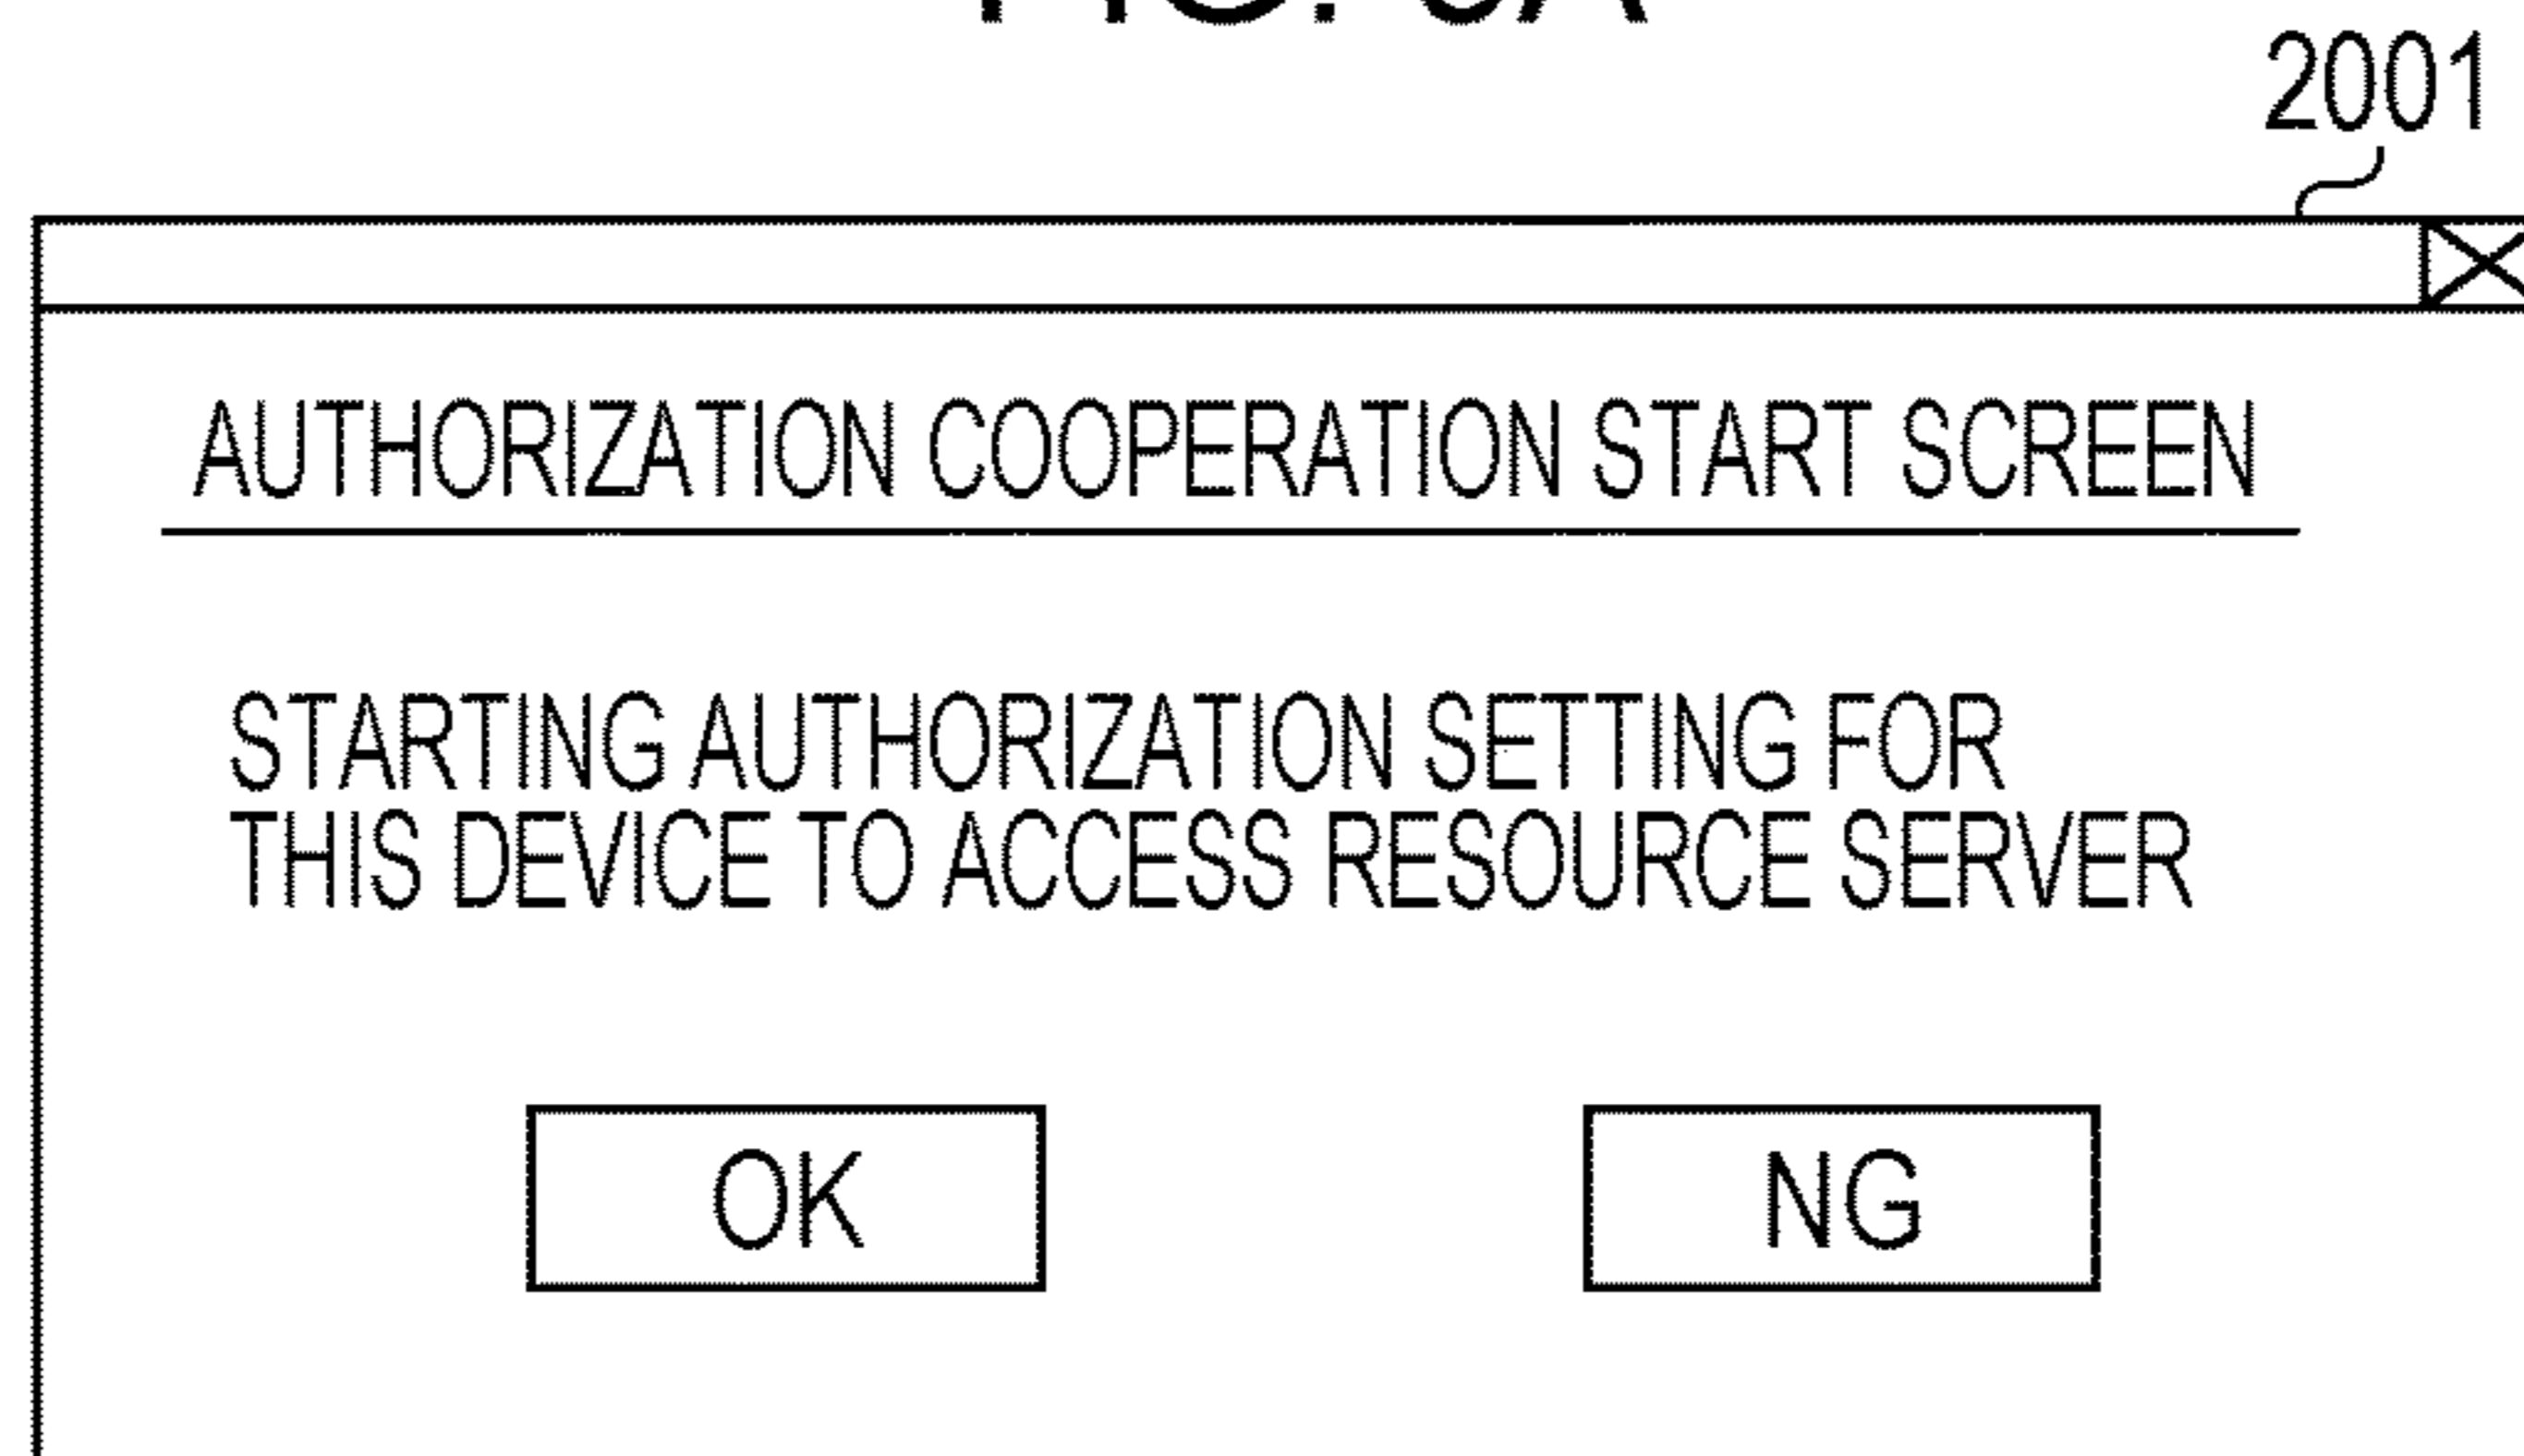 2001
AUTHORIZATION COOPERATION START SCREEN
STARTING AUTHORIZATION SETTING FOR
THIS DEVICE TO ACCESS RESOURCE SERVER
OK NG